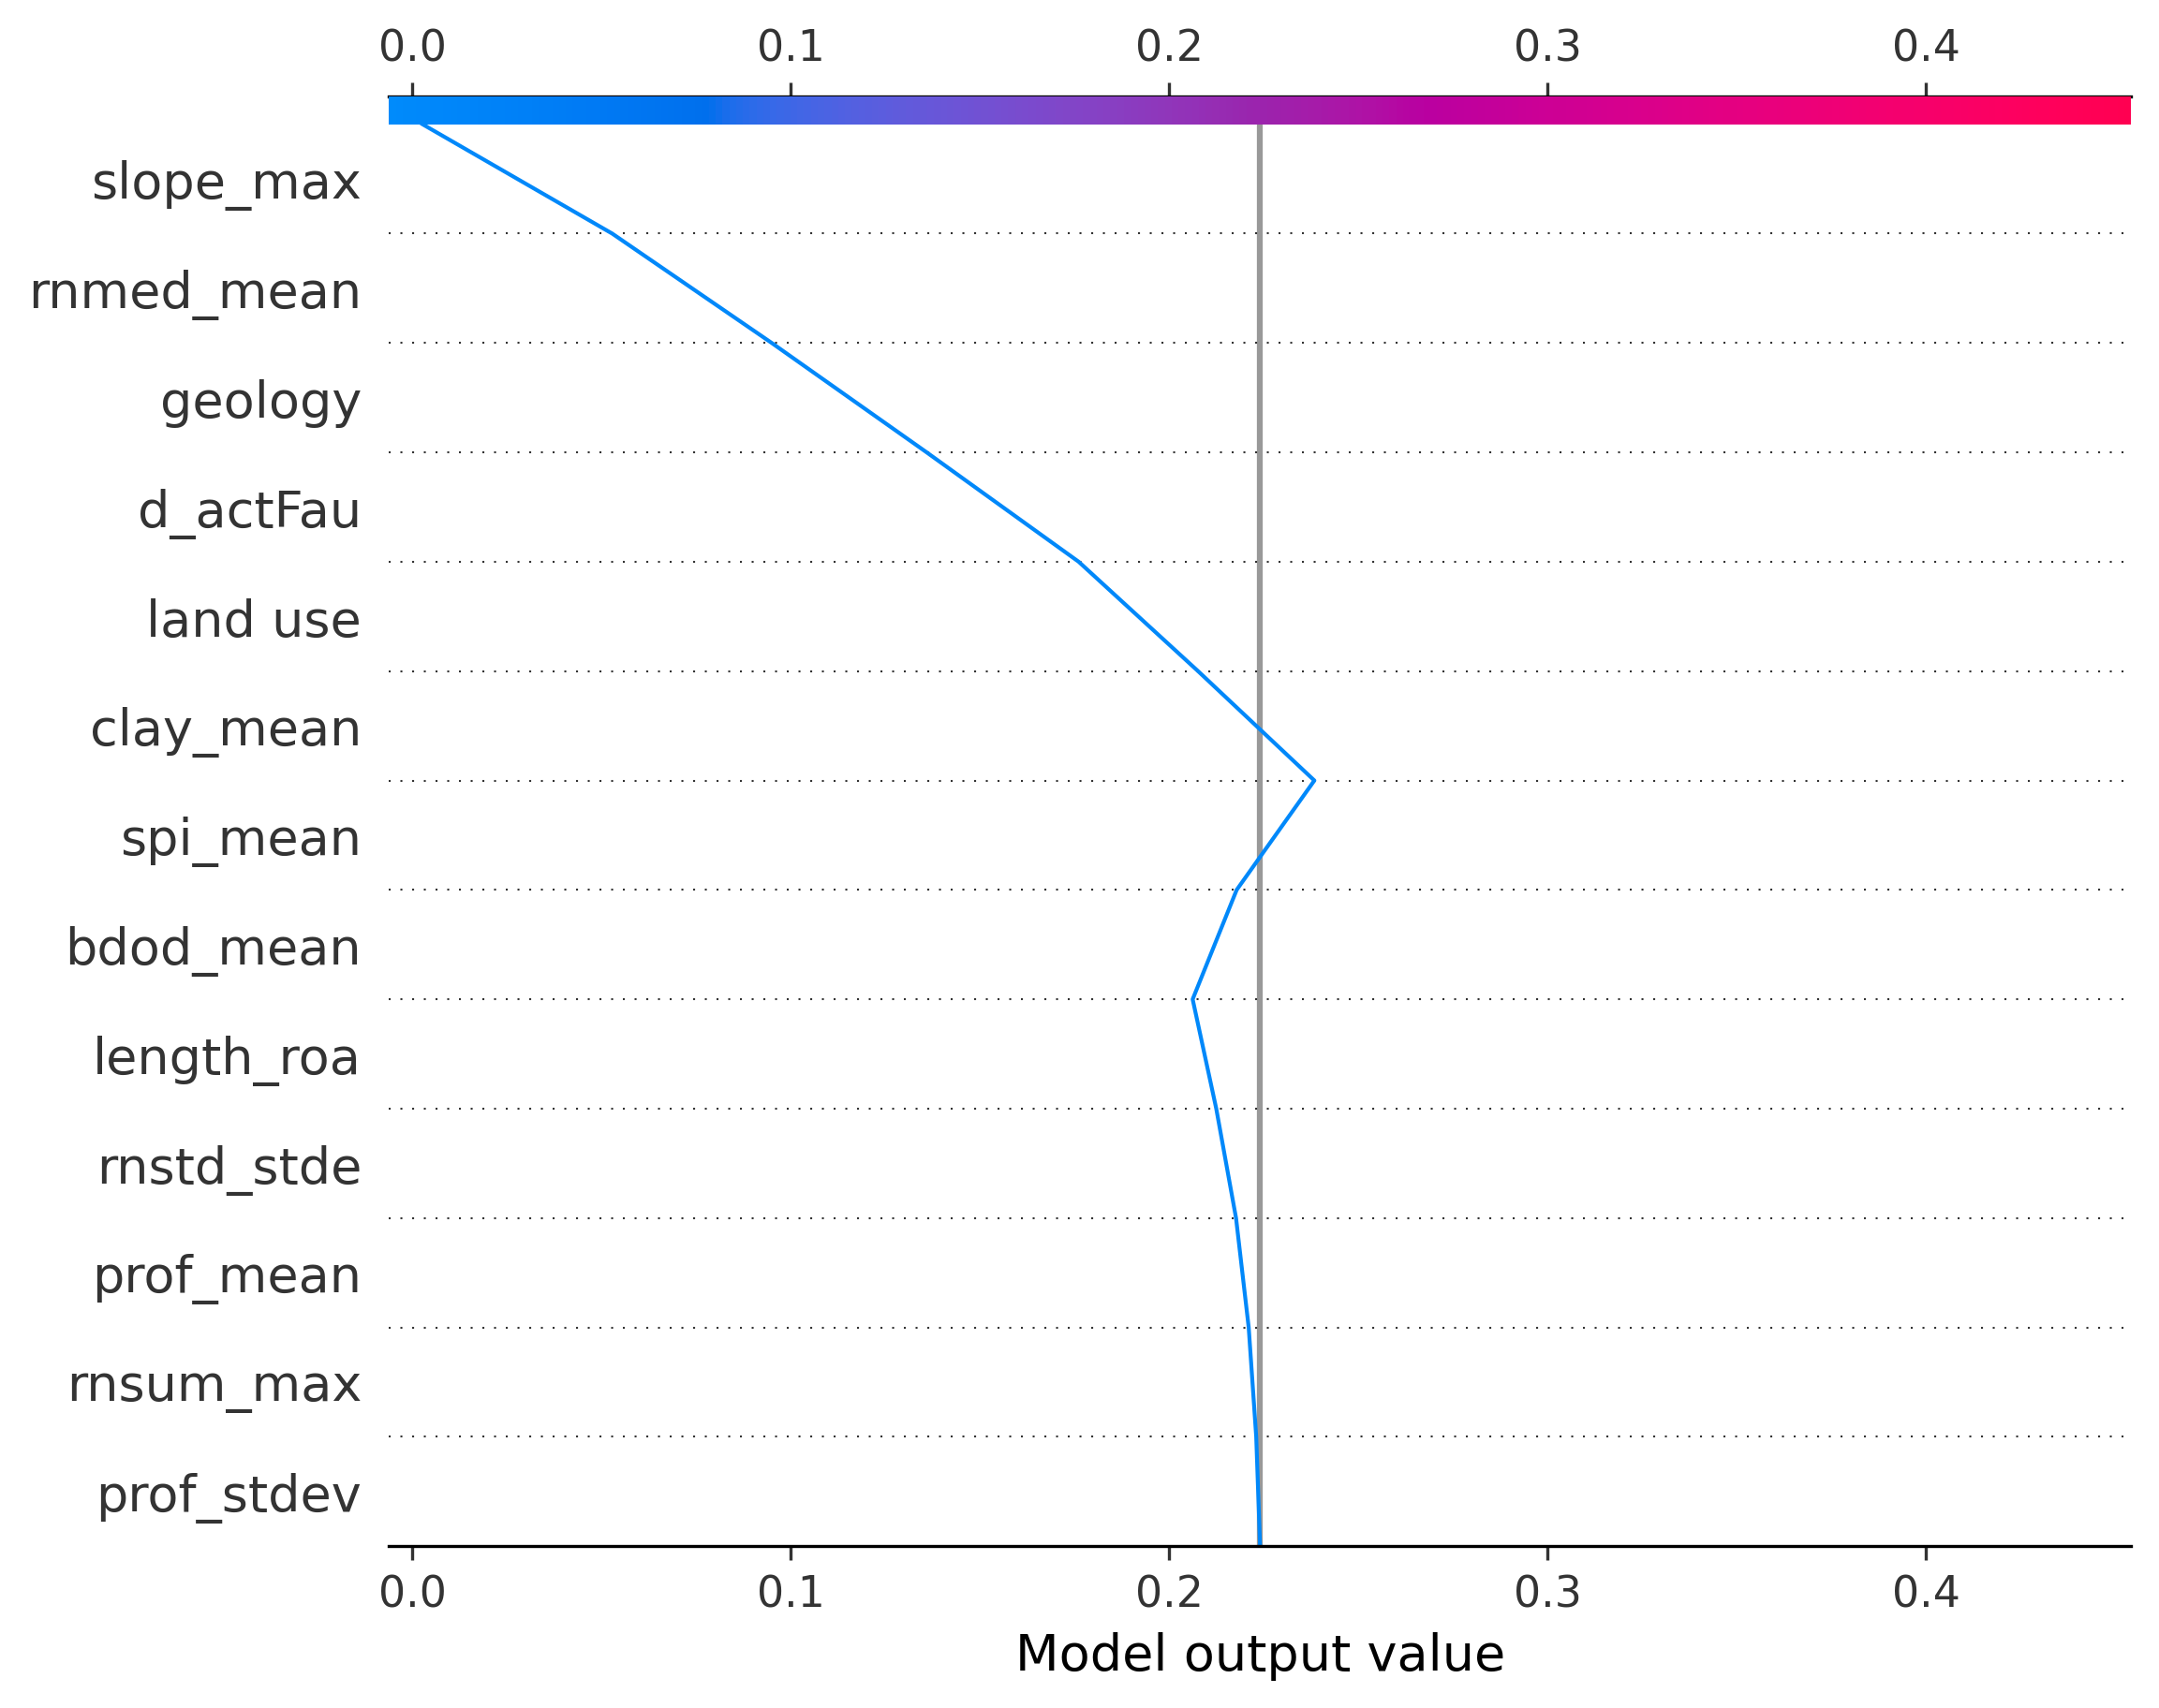 0.0 0.1 0.2 0.3 0.4
slope_max
rnmed_mean
geology
d_actFau
land use
clay_mean
spi_mean
bdod_mean
length_roa
rnstd_stde
prof_mean
rnsum_max
prof_stdev
0.0 0.1 0.2 0.3 0.4
Model output value